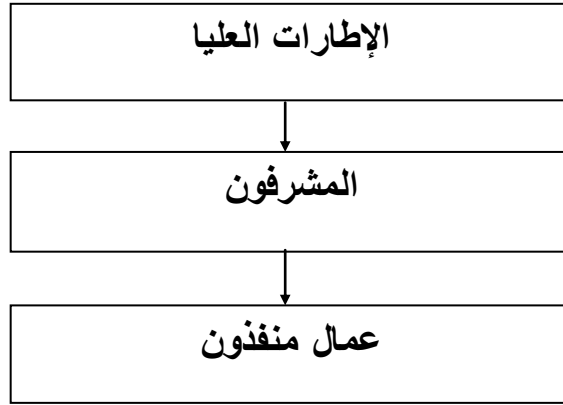 الإطارات العليا
المشرفون
عمال منفذون